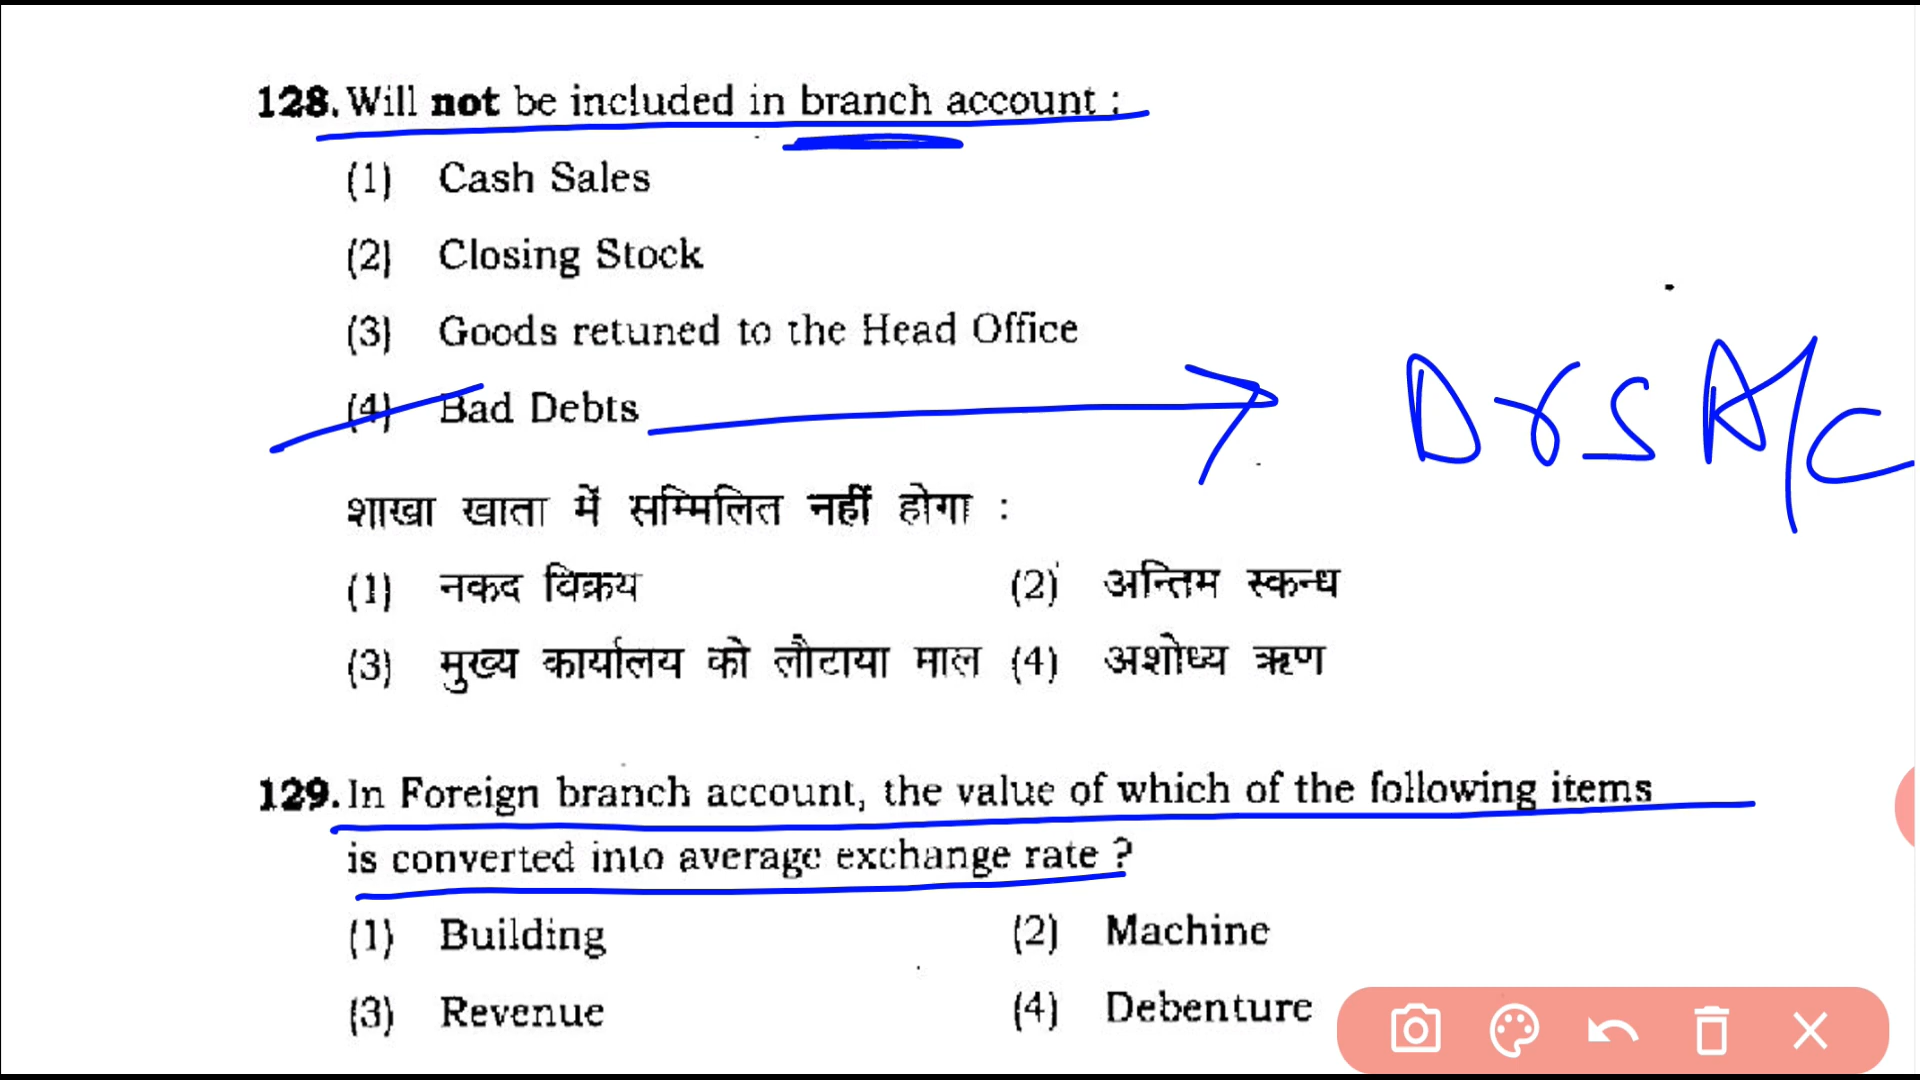 128. Will not be included in branch account :
(1) Cash Sales
(2) Closing Stock
(3) Goods retuned to the Head Office
(4) Bad Debts
DrS A/C
शाखा खाता में सम्मिलित नहीं होगा :
(1) नकद विक्रय (2) अन्तिम स्कन्ध
(3) मुख्य कार्यालय को लौटाया माल (4) अशोध्य ऋण
129. In Foreign branch account, the value of which of the following items
is converted into average exchange rate ?
(1) Building (2) Machine
(3) Revenue (4) Debenture